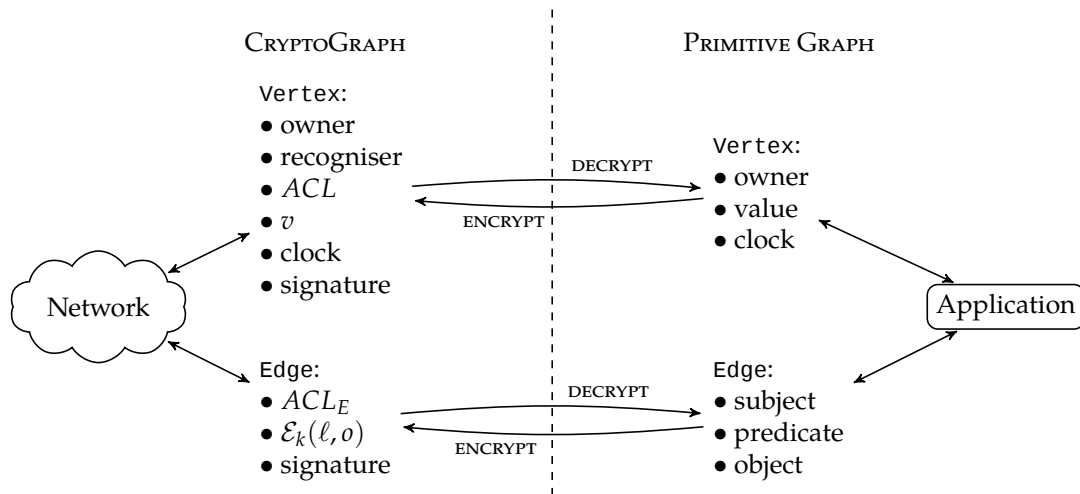 CRYPTOGRAPH
PRIMITIVE GRAPH
Vertex:
• owner
• recogniser
• ACL
• v
• clock
• signature
DECRYPT
ENCRYPT
Vertex:
• owner
• value
• clock
Network
Application
Edge:
• ACL_E
• ℰ_k(ℓ, o)
• signature
DECRYPT
ENCRYPT
Edge:
• subject
• predicate
• object